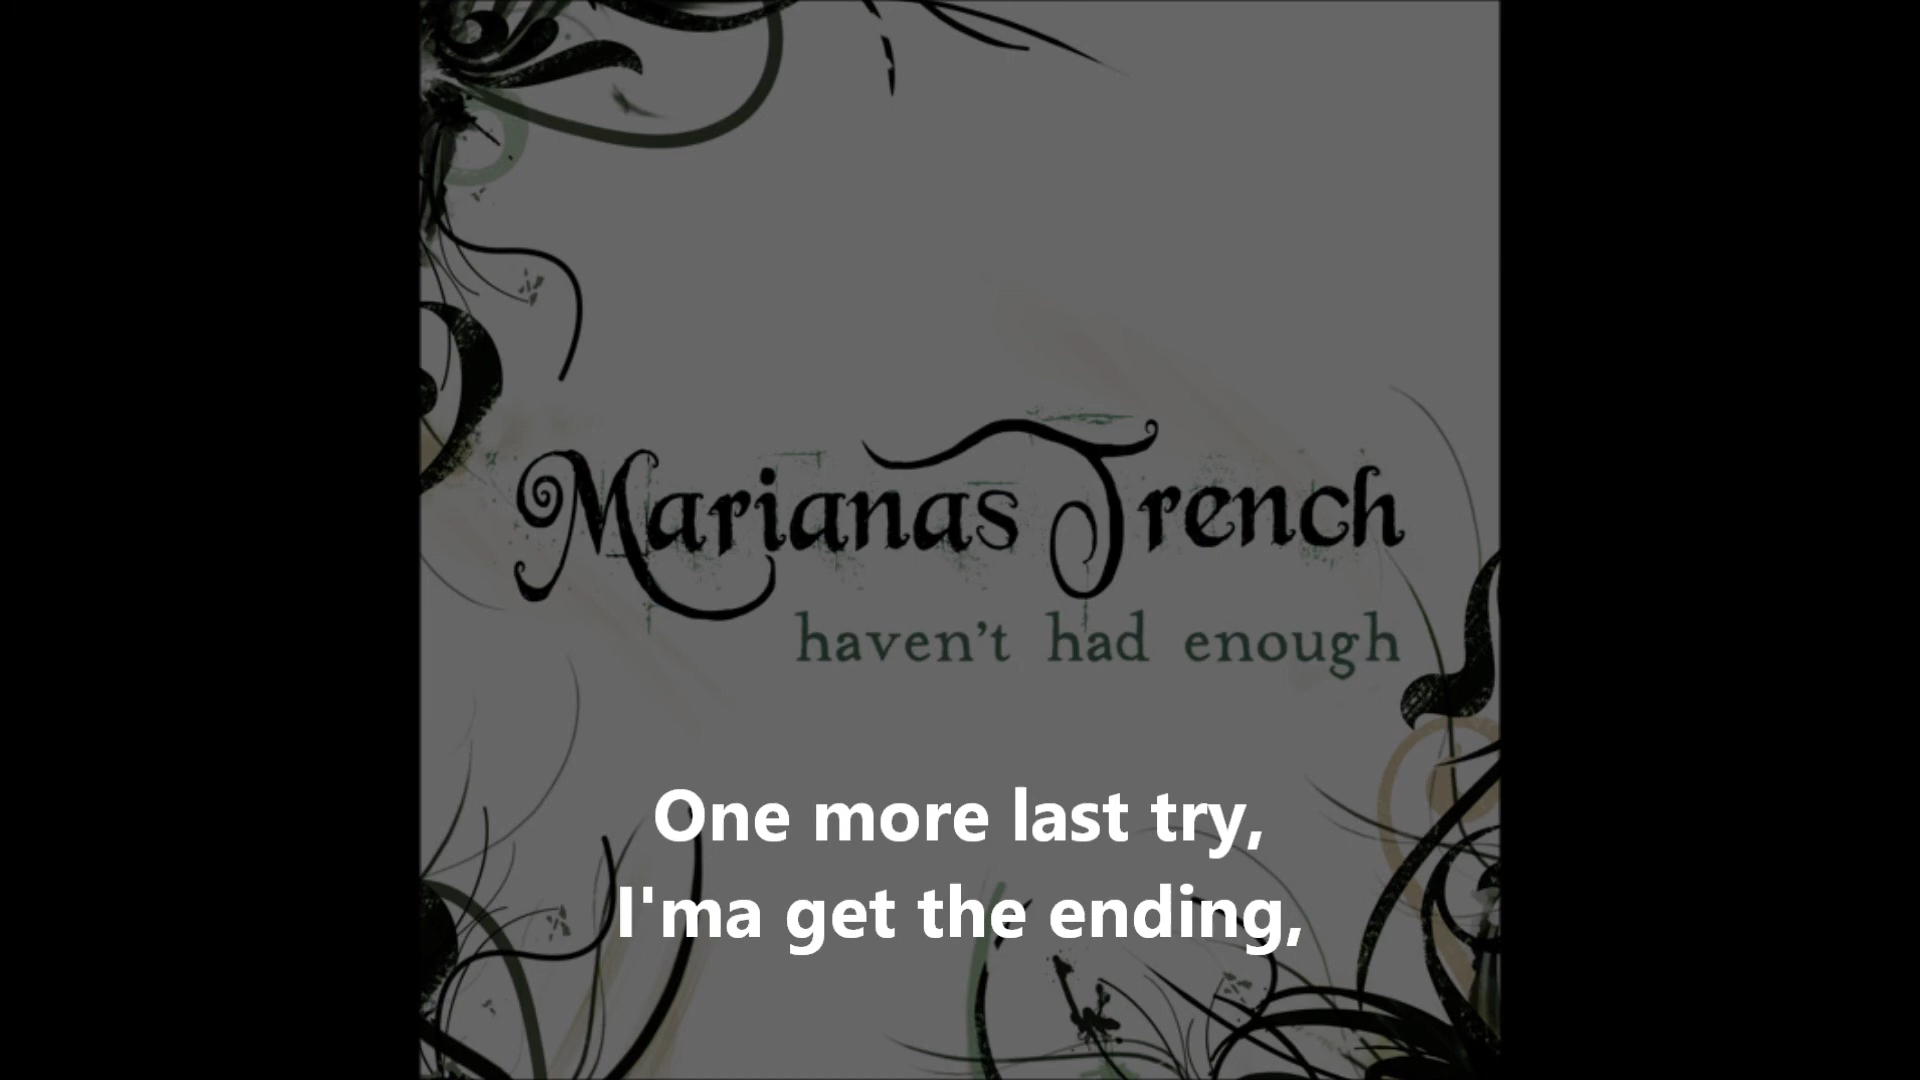 Marianas Trench
haven't had enough
One more last try,
I'ma get the ending,